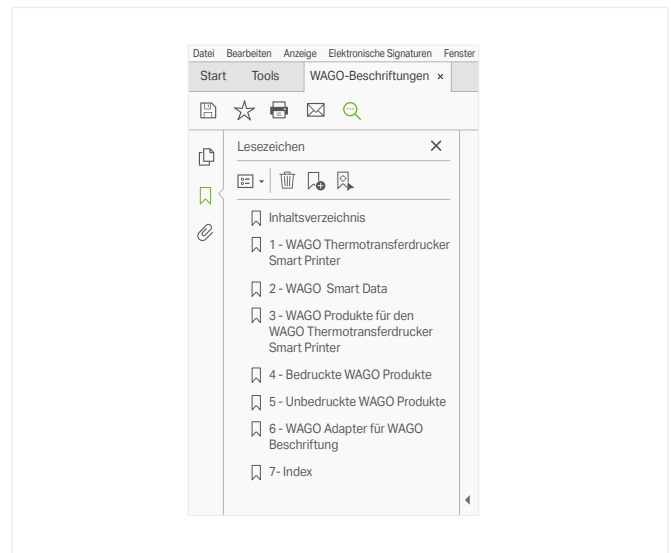 Datei Bearbeiten Anzeige Elektronische Signaturen Fenster
Start Tools WAGO-Beschriftungen ×
Lesezeichen
Inhaltsverzeichnis
1 - WAGO Thermotransferdrucker
Smart Printer
2 - WAGO Smart Data
3 - WAGO Produkte für den
WAGO Thermotransferdrucker
Smart Printer
4 - Bedruckte WAGO Produkte
5 - Unbedruckte WAGO Produkte
6 - WAGO Adapter für WAGO
Beschriftung
7- Index